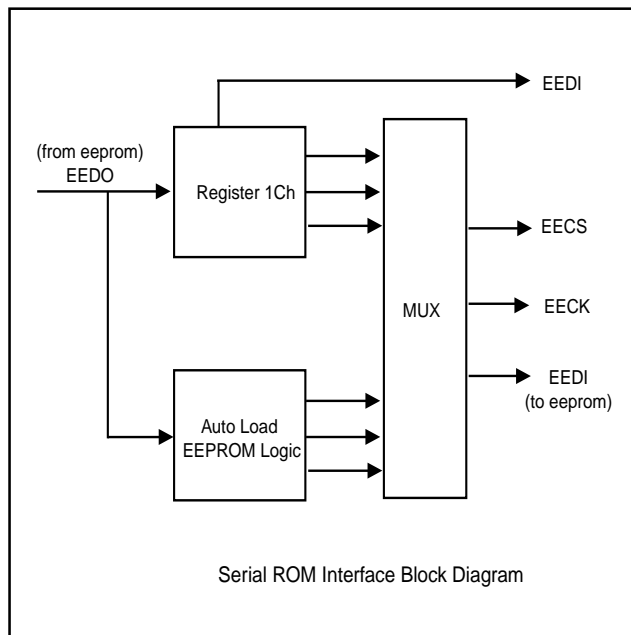 EEDI
(from eeprom)
EEDO
Register 1Ch
EECS
MUX
EECK
EEDI
(to eeprom)
Auto Load
EEPROM Logic
Serial ROM Interface Block Diagram